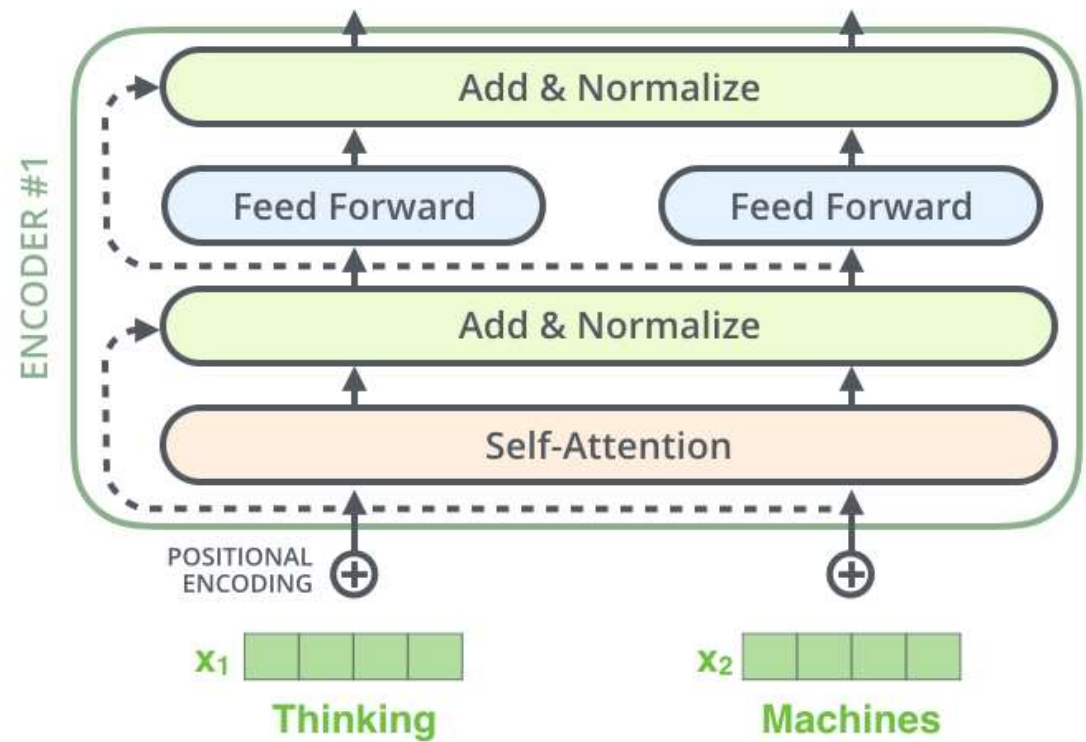 ENCODER #1
Add & Normalize
Feed Forward
Feed Forward
Add & Normalize
Self-Attention
POSITIONAL
ENCODING
x₁
x₂
Thinking
Machines